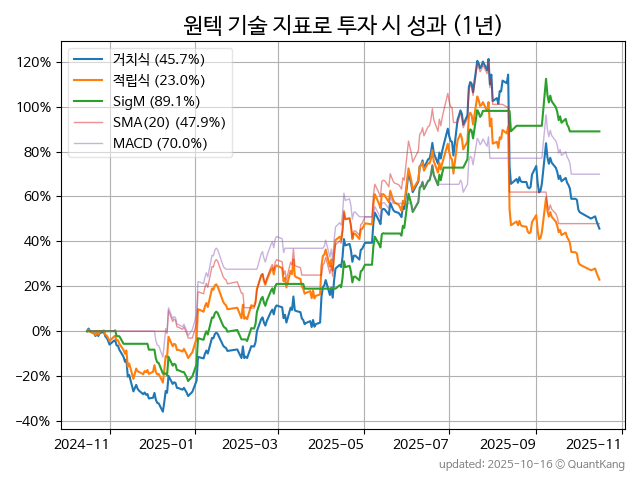 원텍 기술 지표로 투자 시 성과 (1년)
120%
100%
80%
60%
40%
20%
0%
−20%
−40%
거치식 (45.7%)
적립식 (23.0%)
SigM (89.1%)
SMA(20) (47.9%)
MACD (70.0%)
2024-11
2025-01
2025-03
2025-05
2025-07
2025-09
2025-11
updated: 2025-10-16 © QuantKang